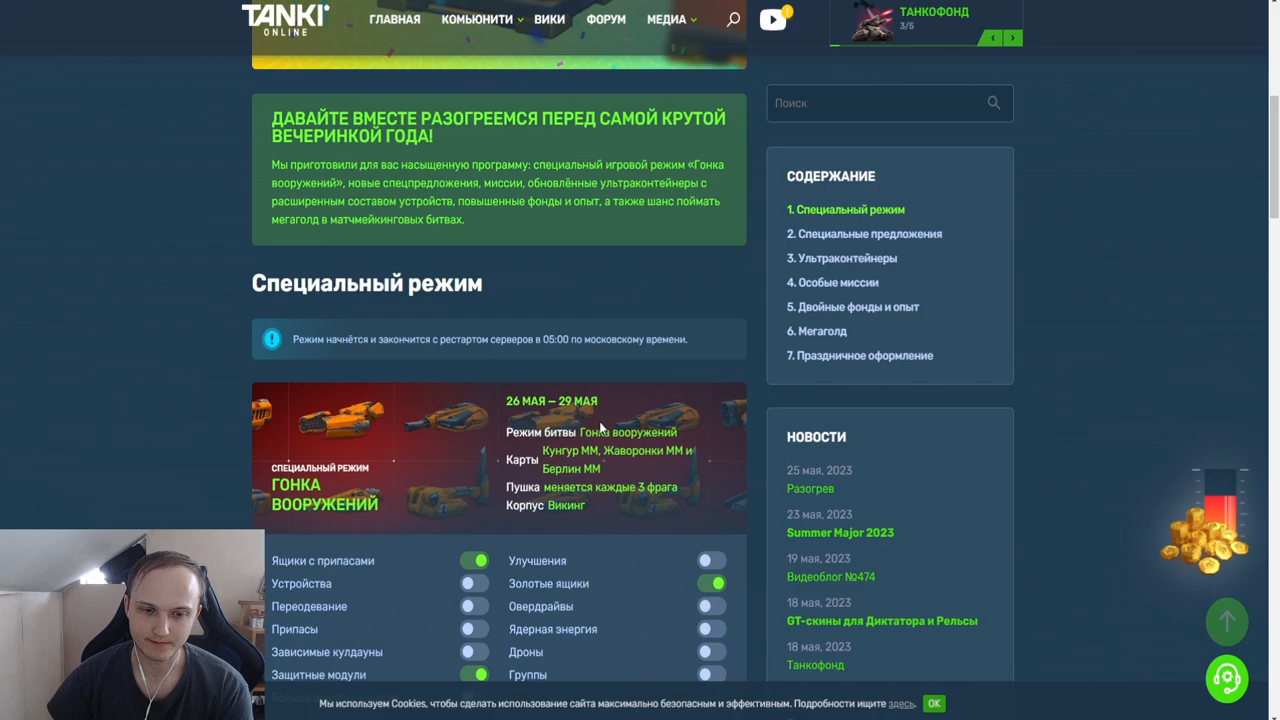 TANKI
ONLINE
ГЛАВНАЯ
КОМЬЮНИТИ
ВИКИ
ФОРУМ
МЕДИА
ТАНКОФОНД
3/5
ДАВАЙТЕ ВМЕСТЕ РАЗОГРЕЕМСЯ ПЕРЕД САМОЙ КРУТОЙ
ВЕЧЕРИНКОЙ ГОДА!
Мы приготовили для вас насыщенную программу: специальный игровой режим «Гонка
вооружений», новые спецпредложения, миссии, обновлённые ультраконтейнеры с
расширенным составом устройств, повышенные фонды и опыт, а также шанс поймать
мегаголд в матчмейкинговых битвах.
Специальный режим
Режим начнётся и закончится с рестартом серверов в 05:00 по московскому времени.
26 МАЯ — 29 МАЯ
Режим битвы Гонка вооружений
Карты Кунгур ММ, Жаворонки ММ и
Берлин ММ
Пушка меняется каждые 3 фрага
Корпус Викинг
СПЕЦИАЛЬНЫЙ РЕЖИМ
ГОНКА
ВООРУЖЕНИЙ
Ящики с припасами
Улучшения
Устройства
Золотые ящики
Переодевание
Овердрайвы
Припасы
Ядерная энергия
Зависимые кулдауны
Дроны
Защитные модули
Группы
Поиск
СОДЕРЖАНИЕ
1. Специальный режим
2. Специальные предложения
3. Ультраконтейнеры
4. Особые миссии
5. Двойные фонды и опыт
6. Мегаголд
7. Праздничное оформление
НОВОСТИ
25 мая, 2023
Разогрев
23 мая, 2023
Summer Major 2023
19 мая, 2023
Видеоблог №474
18 мая, 2023
GT-скины для Диктатора и Рельсы
18 мая, 2023
Танкофонд
Мы используем Cookies, чтобы сделать использование сайта максимально безопасным и эффективным. Подробности ищите здесь.
OK